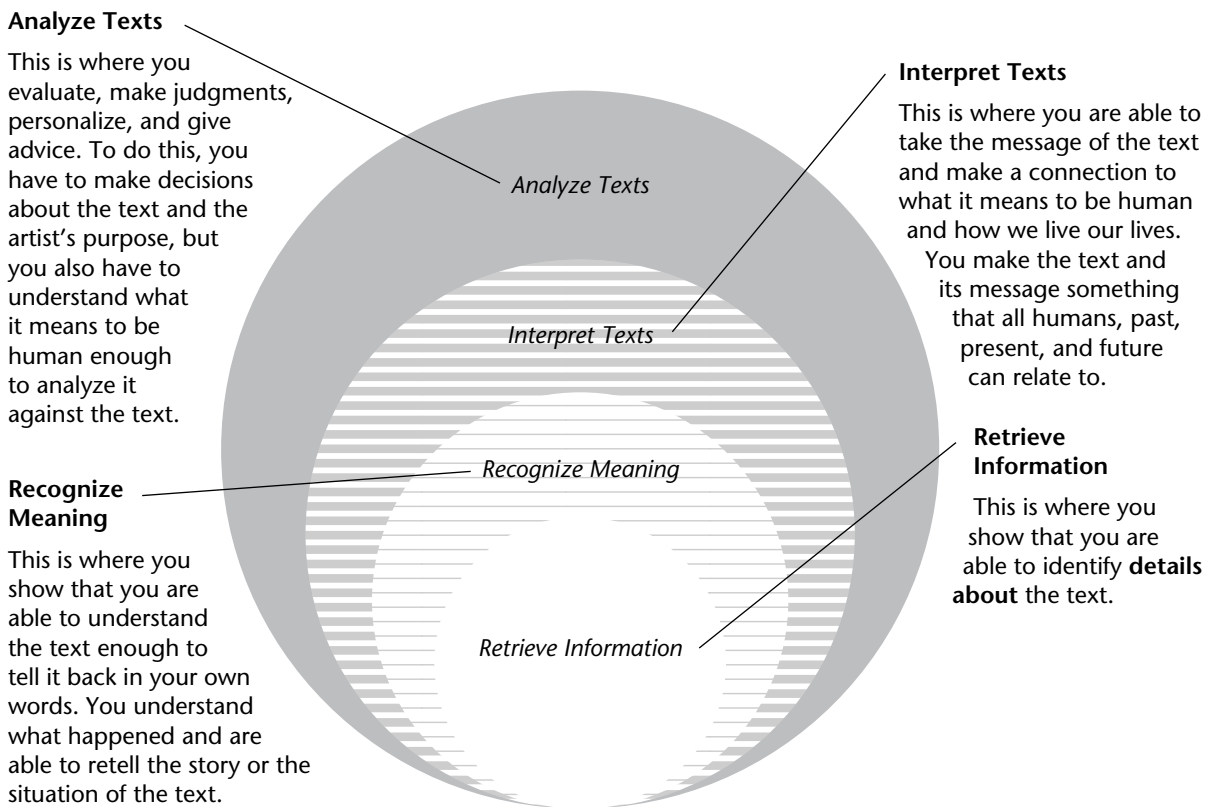 Analyze Texts
This is where you
evaluate, make judgments,
personalize, and give
advice. To do this, you
have to make decisions
about the text and the
artist's purpose, but
you also have to
understand what
it means to be
human enough
to analyze it
against the text.
Recognize
Meaning
This is where you
show that you are
able to understand
the text enough to
tell it back in your own
words. You understand
what happened and are
able to retell the story or the
situation of the text.
Analyze Texts
Interpret Texts
Recognize Meaning
Retrieve Information
Interpret Texts
This is where you are able to
take the message of the text
and make a connection to
what it means to be human
and how we live our lives.
You make the text and
its message something
that all humans, past,
present, and future
can relate to.
Retrieve
Information
This is where you
show that you are
able to identify details
about the text.